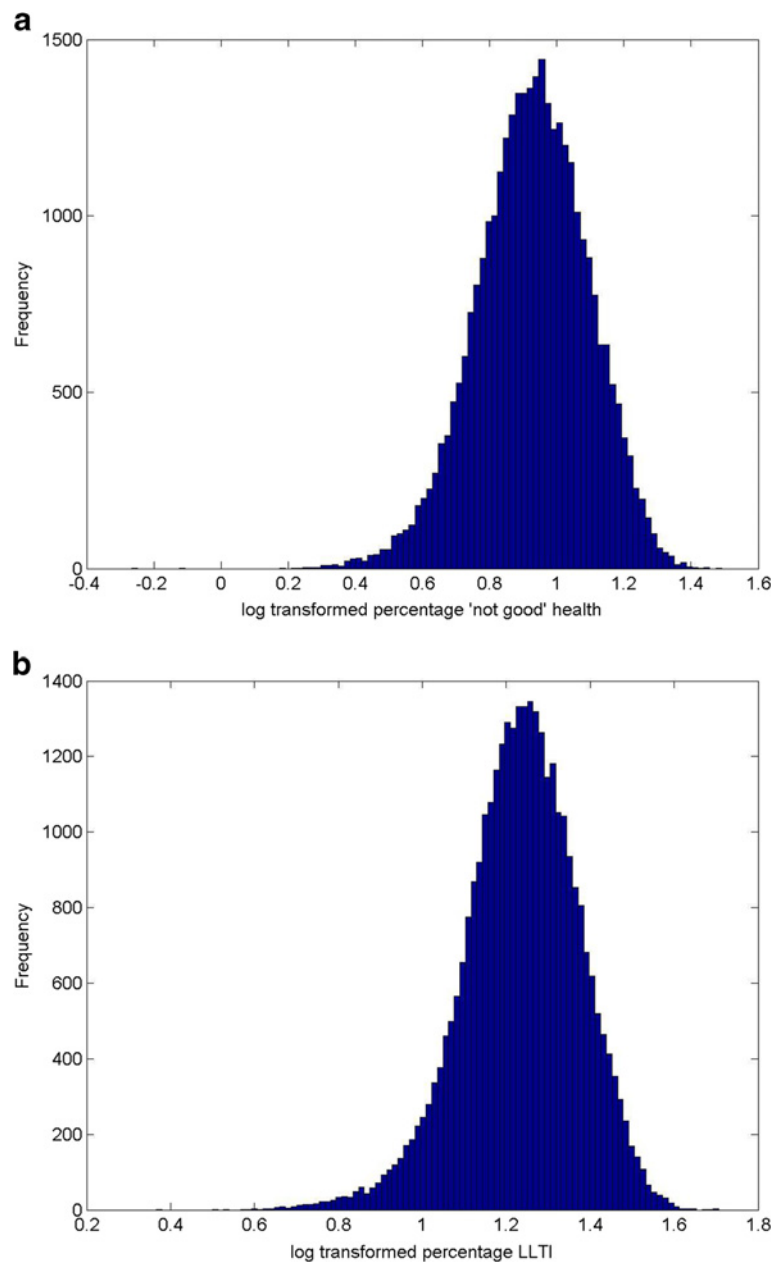 a
1500
1000
500
0
Frequency
-0.4 -0.2 0 0.2 0.4 0.6 0.8 1 1.2 1.4 1.6
log transformed percentage 'not good' health
b
1400
1200
1000
800
600
400
200
0
Frequency
0.2 0.4 0.6 0.8 1 1.2 1.4 1.6 1.8
log transformed percentage LLTI